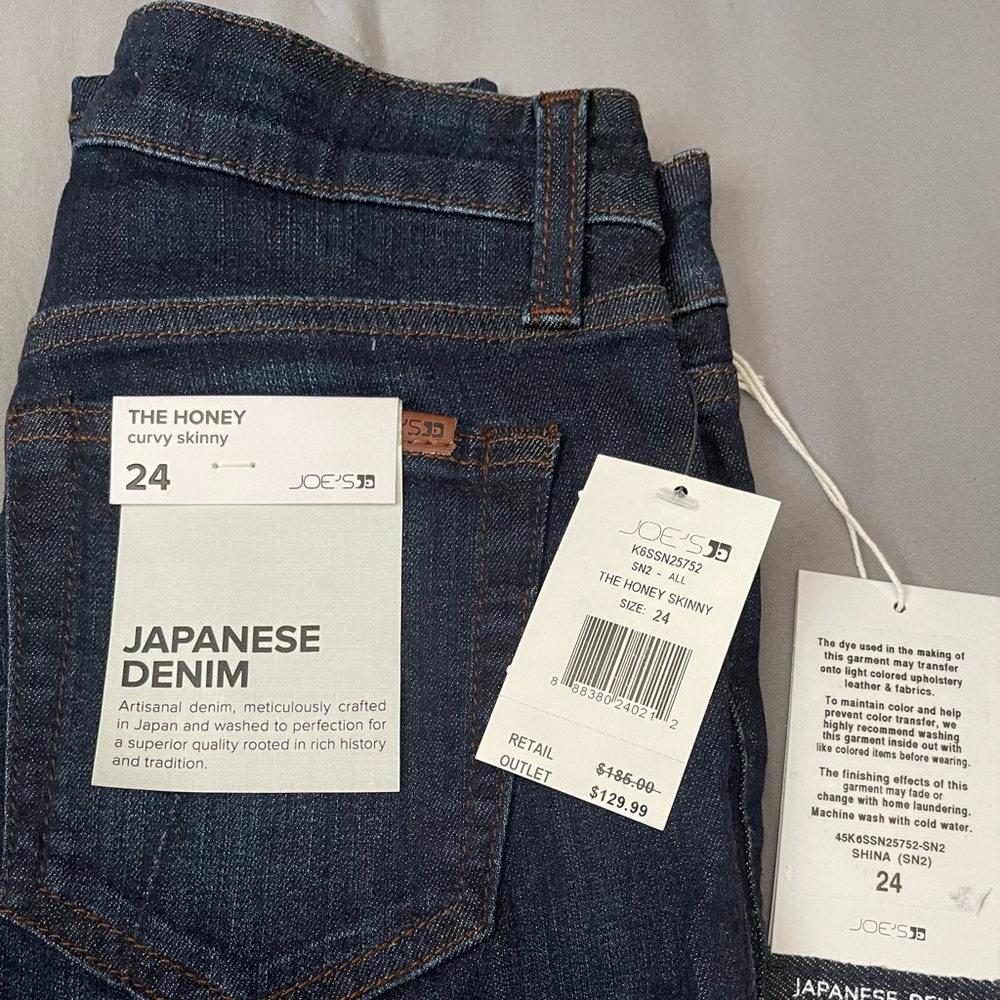 THE HONEY
curvy skinny
24
JOE'S
JAPANESE
DENIM
Artisanal denim, meticulously crafted
in Japan and washed to perfection for
a superior quality rooted in rich history
and tradition.
'S
JOE'S
K6SSN25752
SN2 - ALL
THE HONEY SKINNY
SIZE: 24
8 88380 24021 2
RETAIL $185.00
OUTLET $129.99
The dye used in the making of
this garment may transfer
onto light colored upholstery
leather & fabrics.
To maintain color and help
prevent color transfer, we
highly recommend washing
this garment inside out with
like colored items before wearing.
The finishing effects of this
garment may fade or
change with home laundering.
Machine wash with cold water.
45K6SSN25752-SN2
SHINA (SN2)
24
JOE'S
JAPANESE